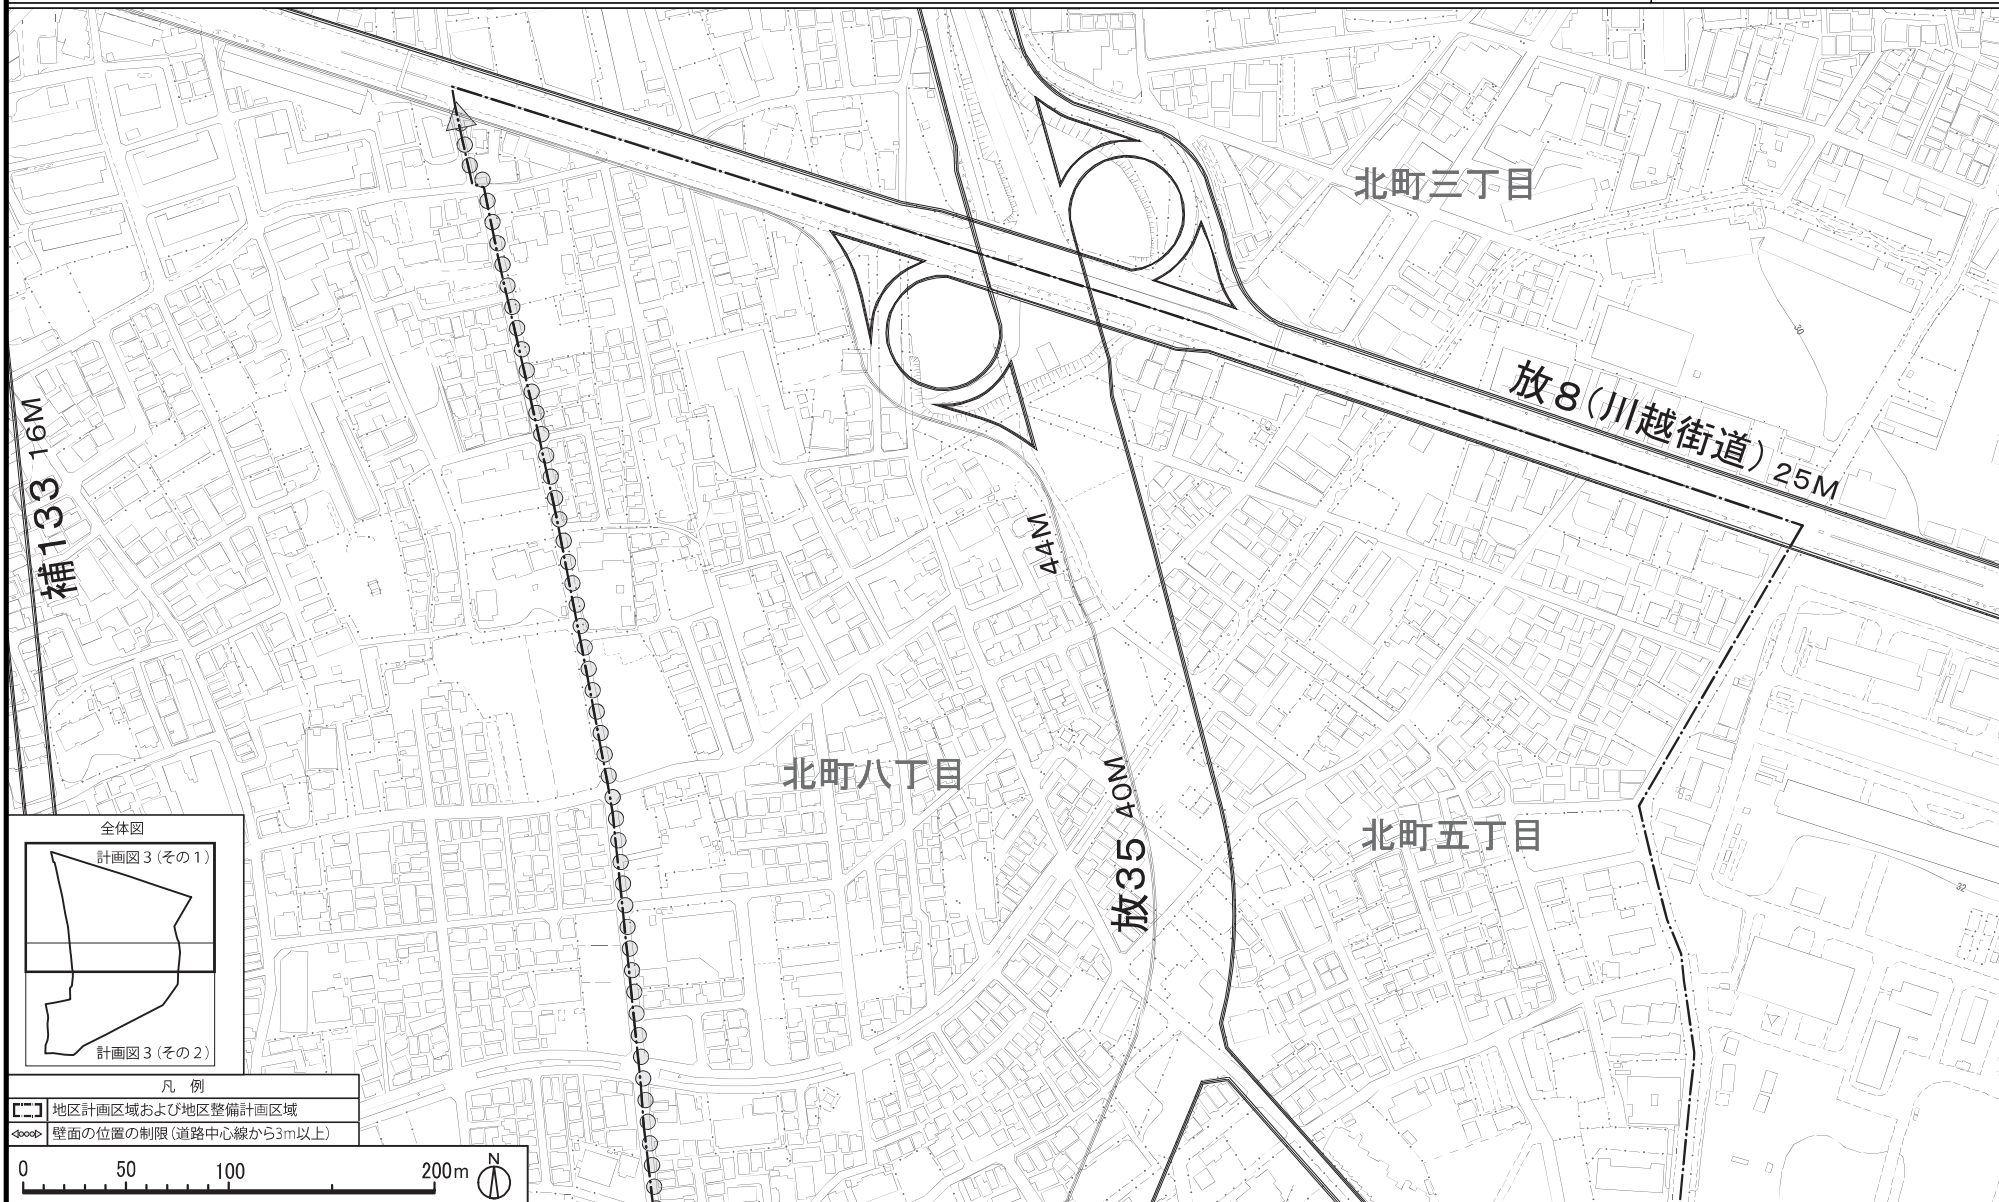 北町三丁目
放8(川越街道) 25M
30
補133 16M
44M
北町八丁目
放35 40M
北町五丁目
32
全体図
計画図3(その1)
計画図3(その2)
凡 例
地区計画区域および地区整備計画区域
壁面の位置の制限(道路中心線から3m以上)
0 50 100 200m
N